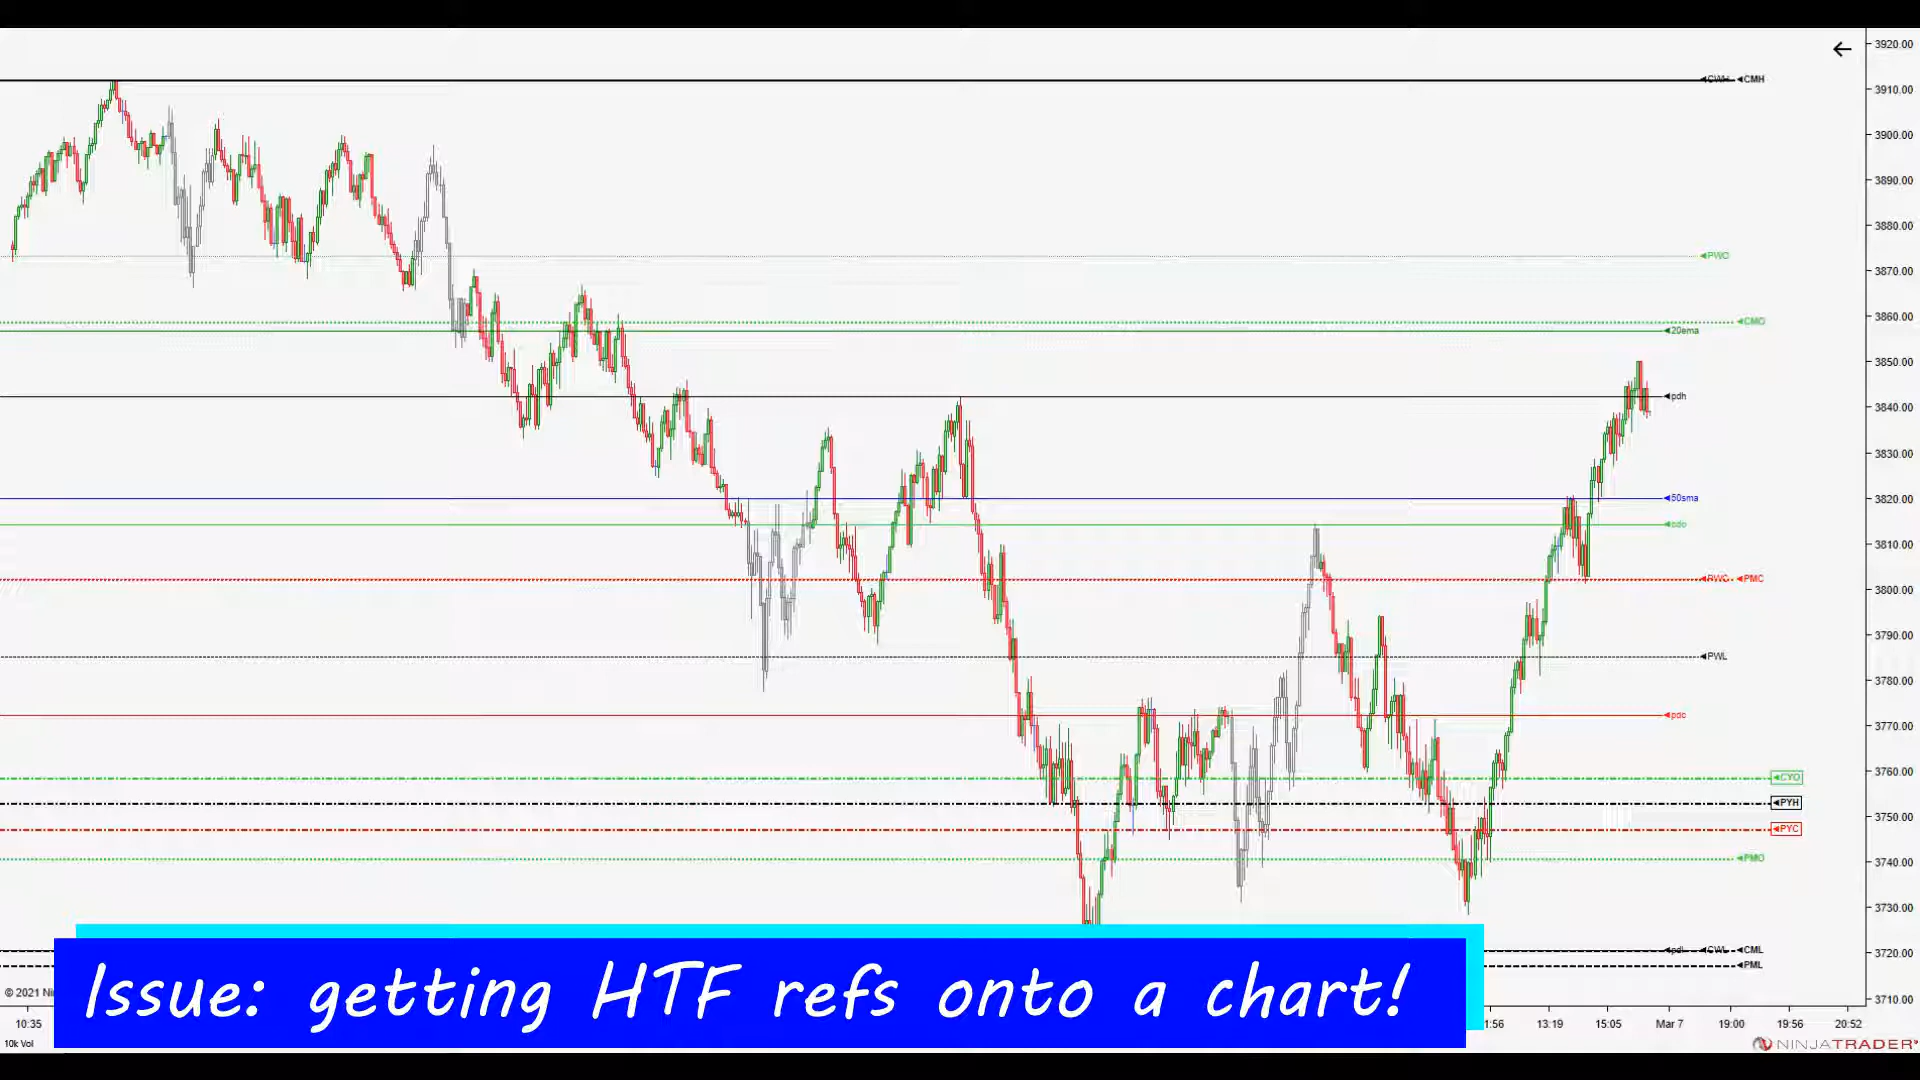 3920.00
CWH CMH
3910.00
3900.00
3890.00
3880.00
3870.00
PWO
3860.00
CMO
20ema
3850.00
pdh
3840.00
3830.00
3820.00
50sma
pdo
3810.00
3800.00
PWC PMC
3790.00
PWL
3780.00
3770.00
pdc
3760.00
CYO
PYH
3750.00
PYC
3740.00
PMO
3730.00
3720.00
pdl CWL CML
PML
3710.00
Issue: getting HTF refs onto a chart!
© 2021
10:35 13:19 15:05 Mar 7 19:00 19:56 20:52
10k Vol
NINJATRADER